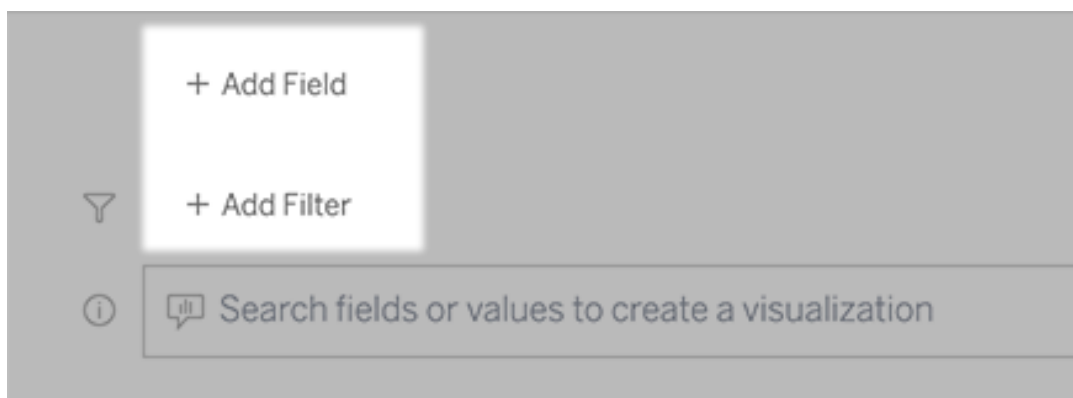 + Add Field
+ Add Filter
Search fields or values to create a visualization